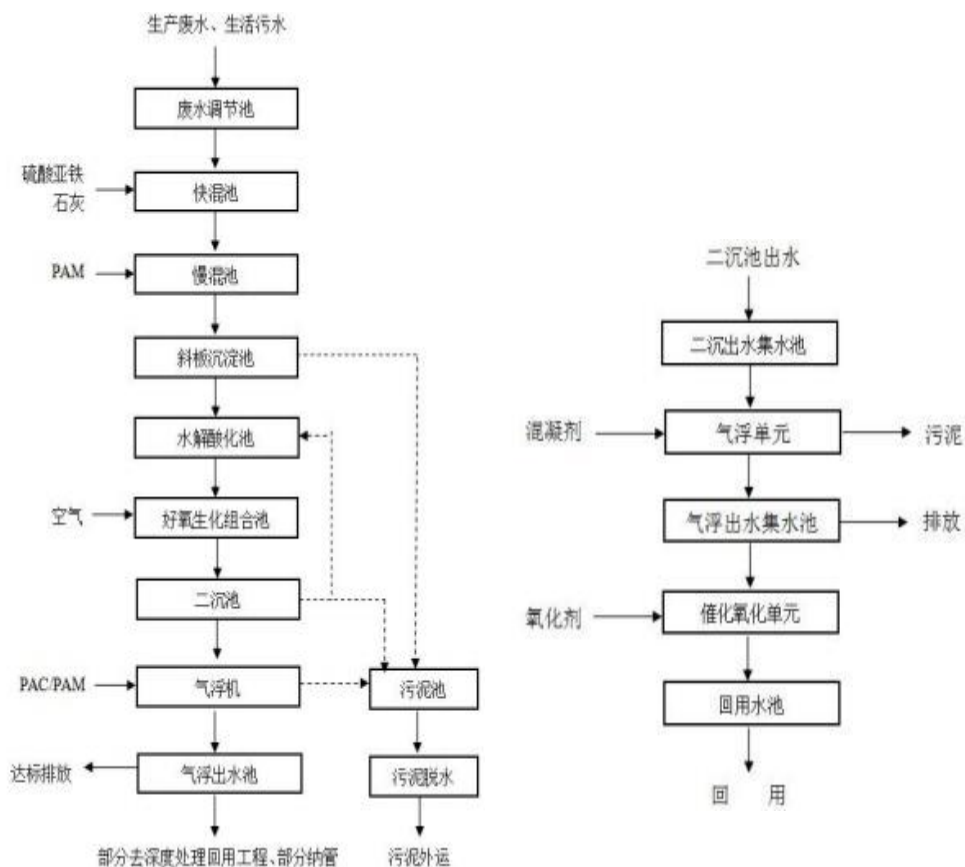 生产废水、生活污水
废水调节池
硫酸亚铁
石灰
快混池
PAM
慢混池
斜板沉淀池
水解酸化池
空气
好氧生化组合池
二沉池
PAC/PAM
气浮机
污泥池
达标排放
气浮出水池
污泥脱水
部分去深度处理回用工程、部分纳管
污泥外运
二沉池出水
二沉出水集水池
混凝剂
气浮单元
污泥
气浮出水集水池
排放
氧化剂
催化氧化单元
回用水池
回 用